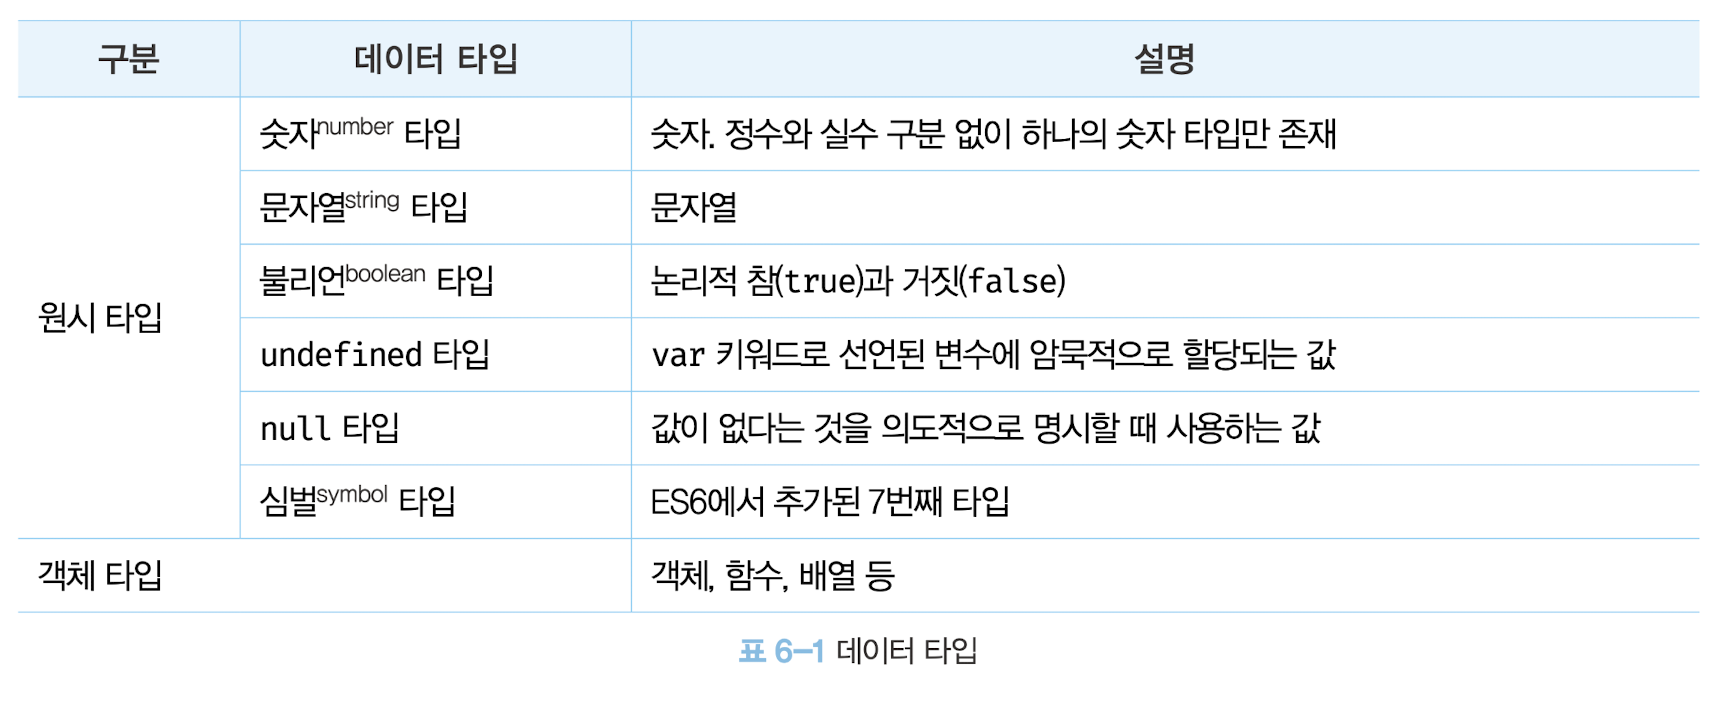 구분 데이터 타입 설명
숫자number 타입 숫자. 정수와 실수 구분 없이 하나의 숫자 타입만 존재
문자열string 타입 문자열
불리언boolean 타입 논리적 참(true)과 거짓(false)
원시 타입
undefined 타입 var 키워드로 선언된 변수에 암묵적으로 할당되는 값
null 타입 값이 없다는 것을 의도적으로 명시할 때 사용하는 값
심벌symbol 타입 ES6에서 추가된 7번째 타입
객체 타입 객체, 함수, 배열 등
표 6-1 데이터 타입